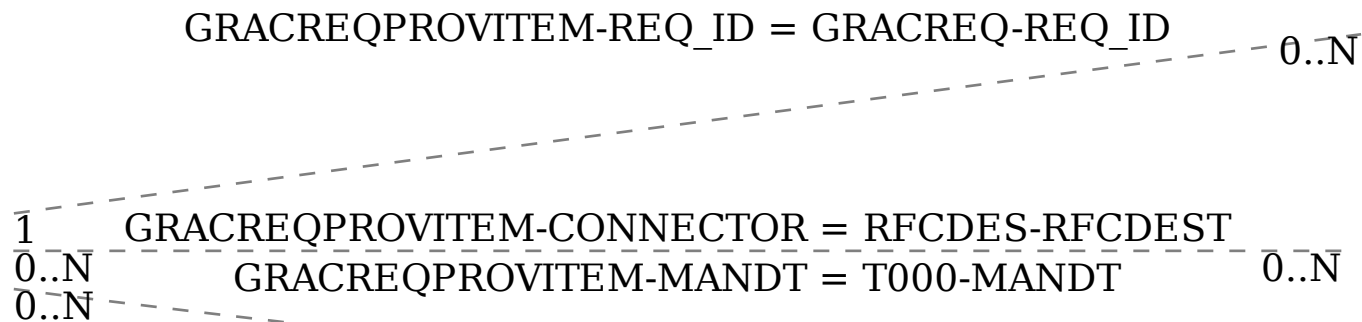 GRACREQPROVITEM-REQ_ID = GRACREQ-REQ_ID
0..N
1 GRACREQPROVITEM-CONNECTOR = RFCDES-RFCDEST
0..N GRACREQPROVITEM-MANDT = T000-MANDT 0..N
0..N